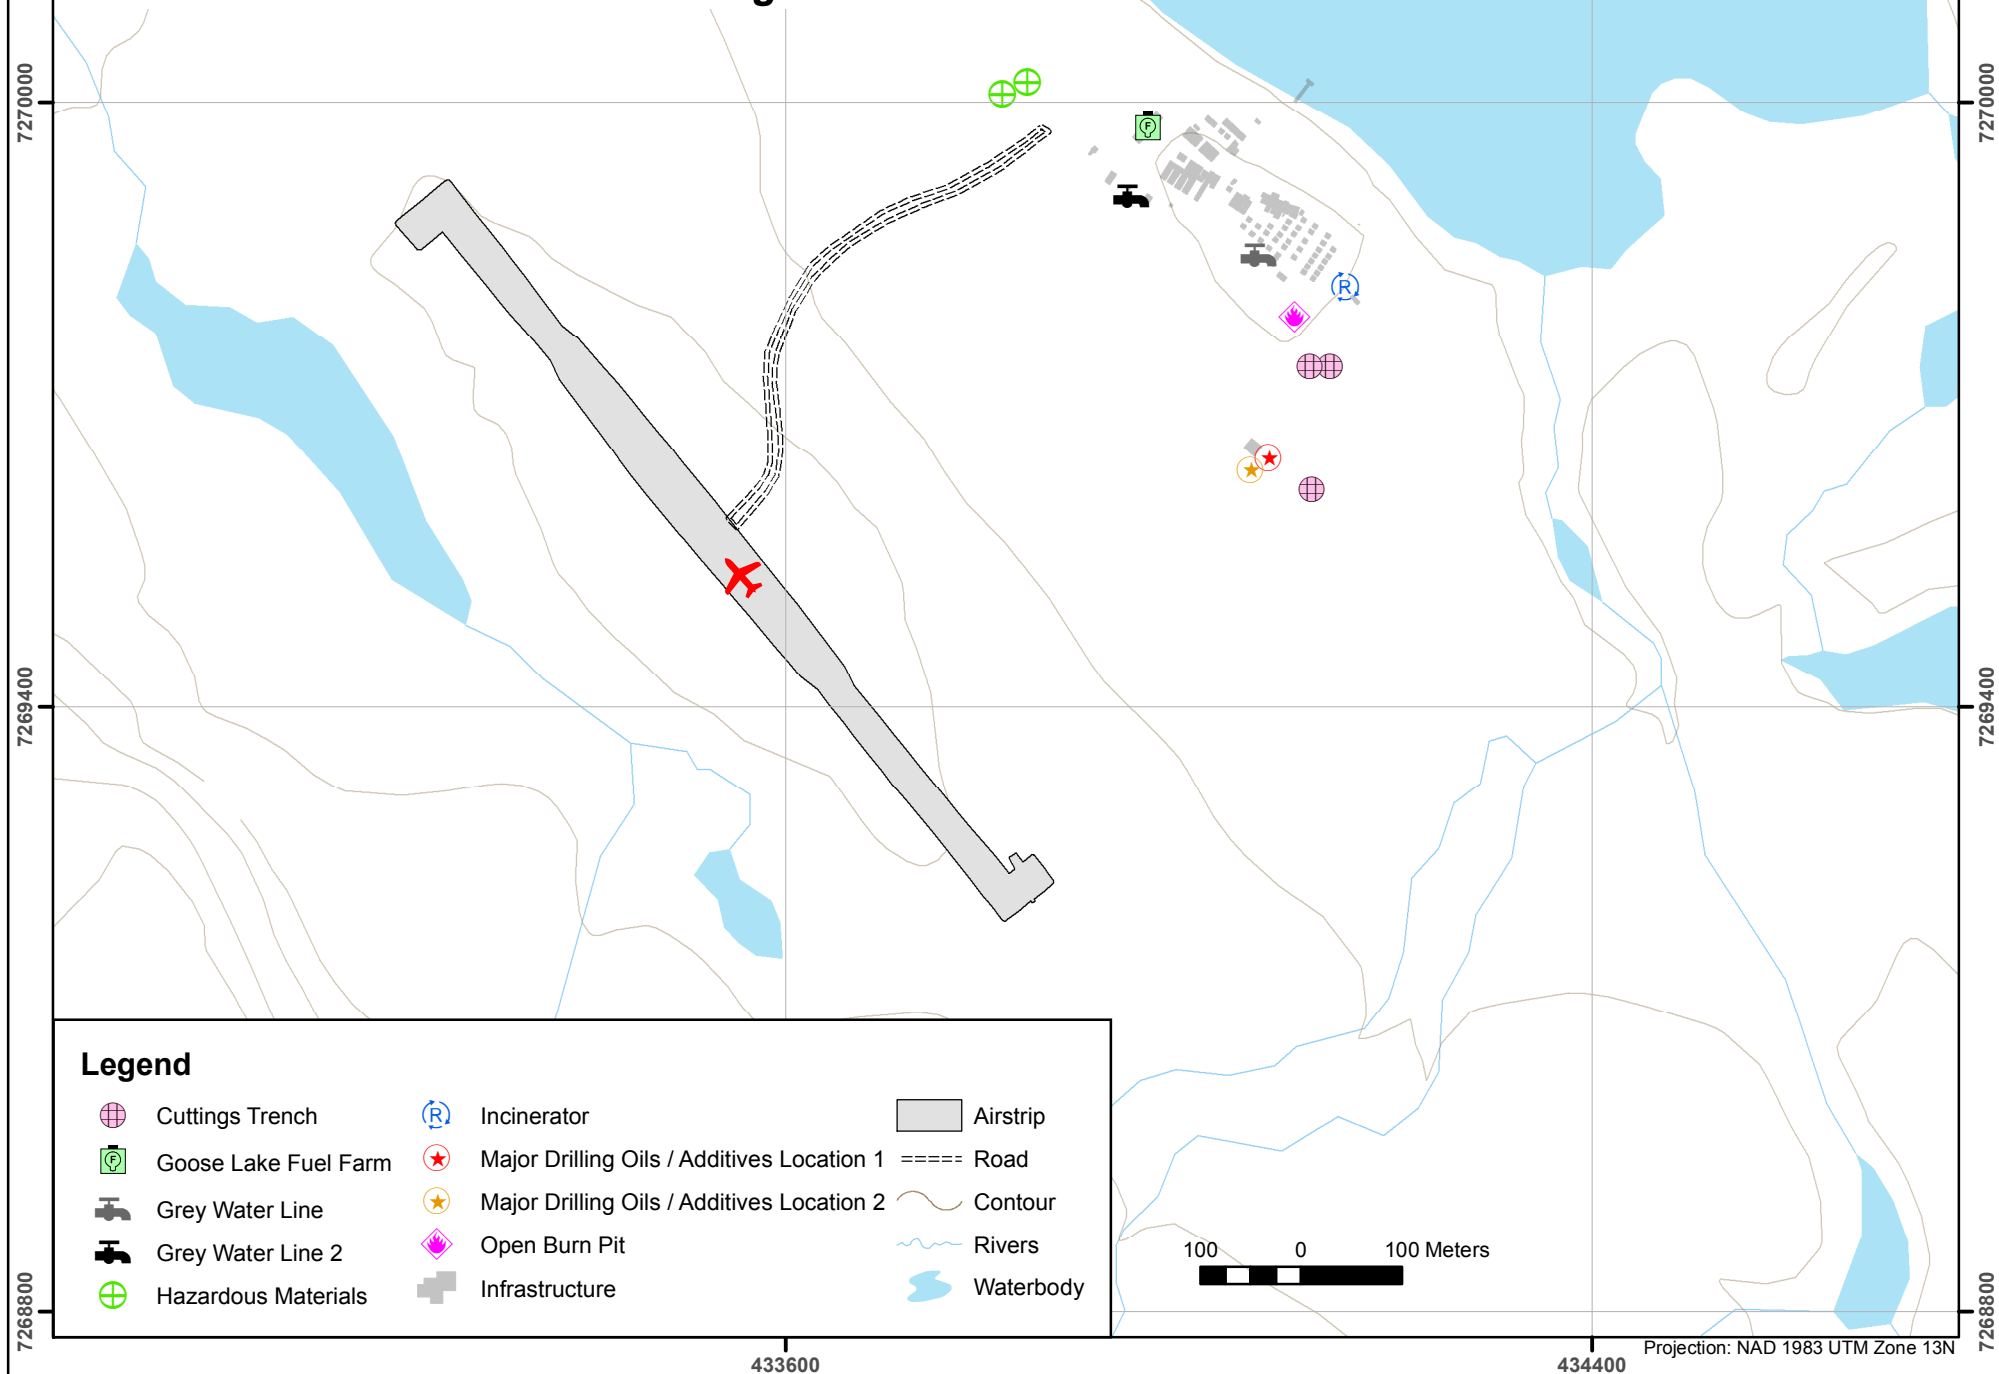 g
7270000
7270000
7269400
7269400
7268800
7268800
F
R
Legend
Cuttings Trench
F
Goose Lake Fuel Farm
Grey Water Line
Grey Water Line 2
Hazardous Materials
R
Incinerator
Major Drilling Oils / Additives Location 1
Major Drilling Oils / Additives Location 2
Open Burn Pit
Infrastructure
Airstrip
Road
Contour
Rivers
Waterbody
100 0 100 Meters
Projection: NAD 1983 UTM Zone 13N
433600
434400